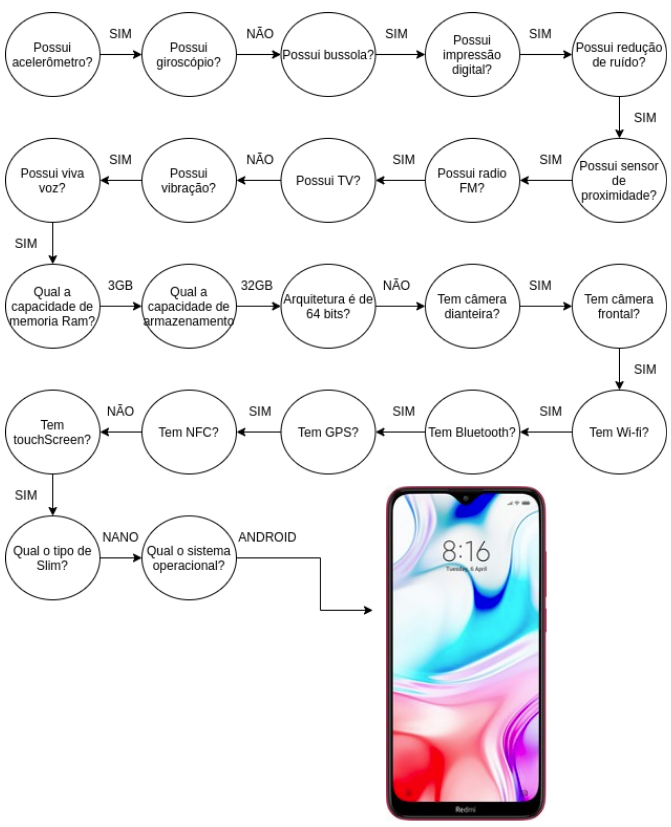 Possui
acelerômetro?
SIM
Possui
giroscópio?
NÃO
Possui bussola?
SIM
Possui
impressão
digital?
SIM
Possui redução
de ruído?
SIM
Possui sensor
de
proximidade?
SIM
Possui radio
FM?
SIM
Possui TV?
NÃO
Possui
vibração?
SIM
Possui viva
voz?
SIM
Qual a
capacidade de
memoria Ram?
3GB
Qual a
capacidade de
armazenamento
32GB
Arquitetura é de
64 bits?
NÃO
Tem câmera
dianteira?
SIM
Tem câmera
frontal?
SIM
Tem Wi-fi?
SIM
Tem Bluetooth?
SIM
Tem GPS?
SIM
Tem NFC?
NÃO
Tem
touchScreen?
SIM
Qual o tipo de
Slim?
NANO
Qual o sistema
operacional?
ANDROID
8:16
Tuesday, 6 April
Redmi